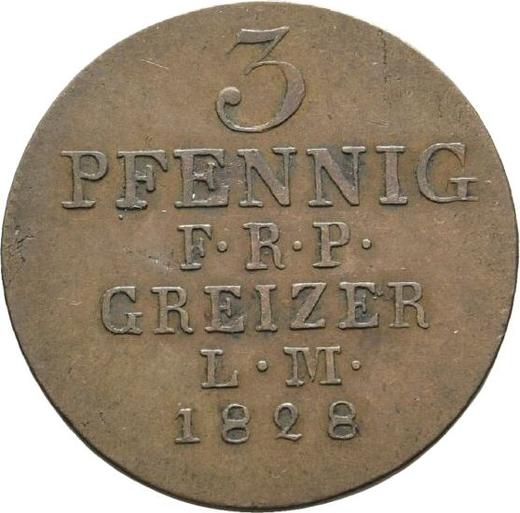 3
PFENNIG
F·R·P·
GREIZER
L·M·
1828